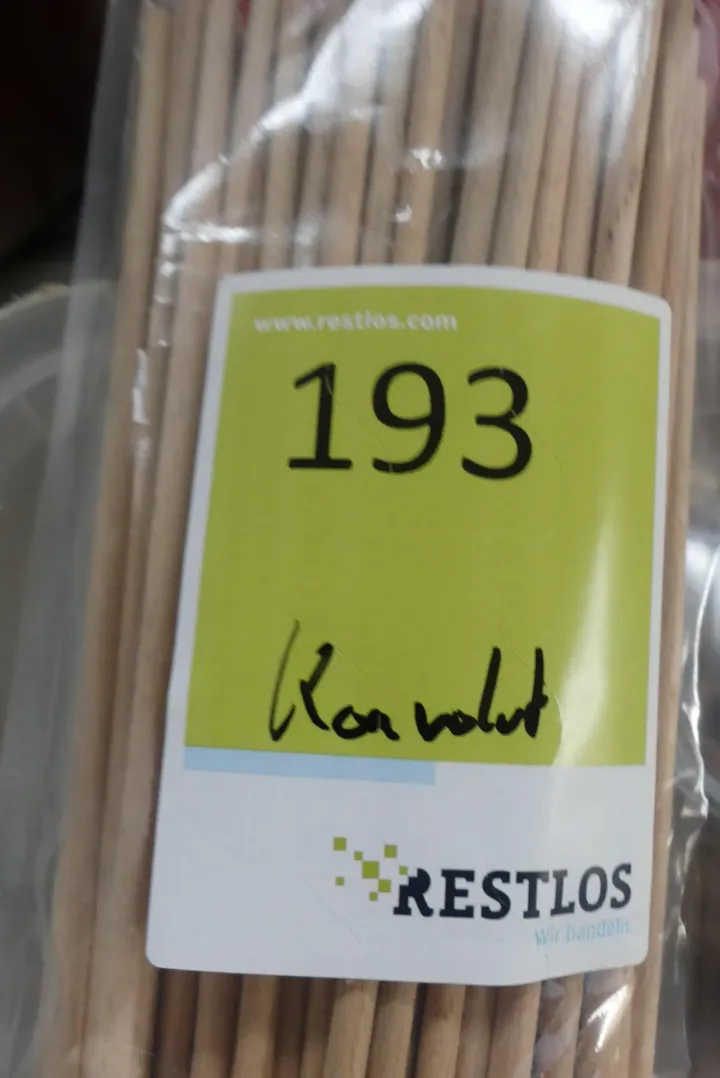 www.restlos.com
193
Konvolut
RESTLOS
Wir handeln.